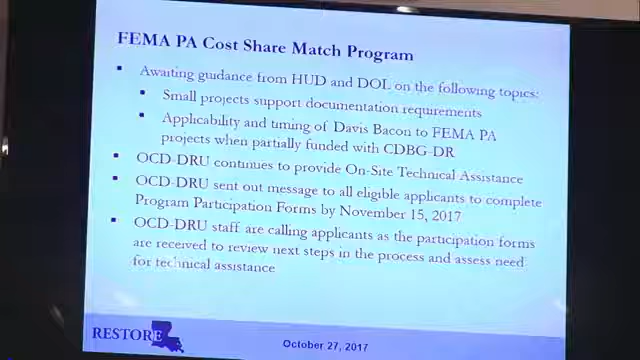 FEMA PA Cost Share Match Program
▪ Awaiting guidance from HUD and DOL on the following topics:
▪ Small projects support documentation requirements
▪ Applicability and timing of Davis Bacon to FEMA PA
projects when partially funded with CDBG-DR
▪ OCD-DRU continues to provide On-Site Technical Assistance
▪ OCD-DRU sent out message to all eligible applicants to complete
Program Participation Forms by November 15, 2017
▪ OCD-DRU staff are calling applicants as the participation forms
are received to review next steps in the process and assess need
for technical assistance
RESTORE
October 27, 2017